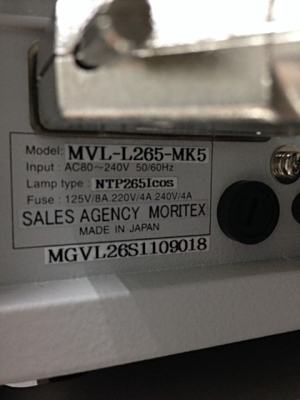 Model: MVL-L265-MK5
Input : AC80~240V 50/60Hz
Lamp type : NTP265Icos
Fuse : 125V/8A.220V/4A 240V/4A
SALES AGENCY MORITEX
MADE IN JAPAN
MGVL26S1109018